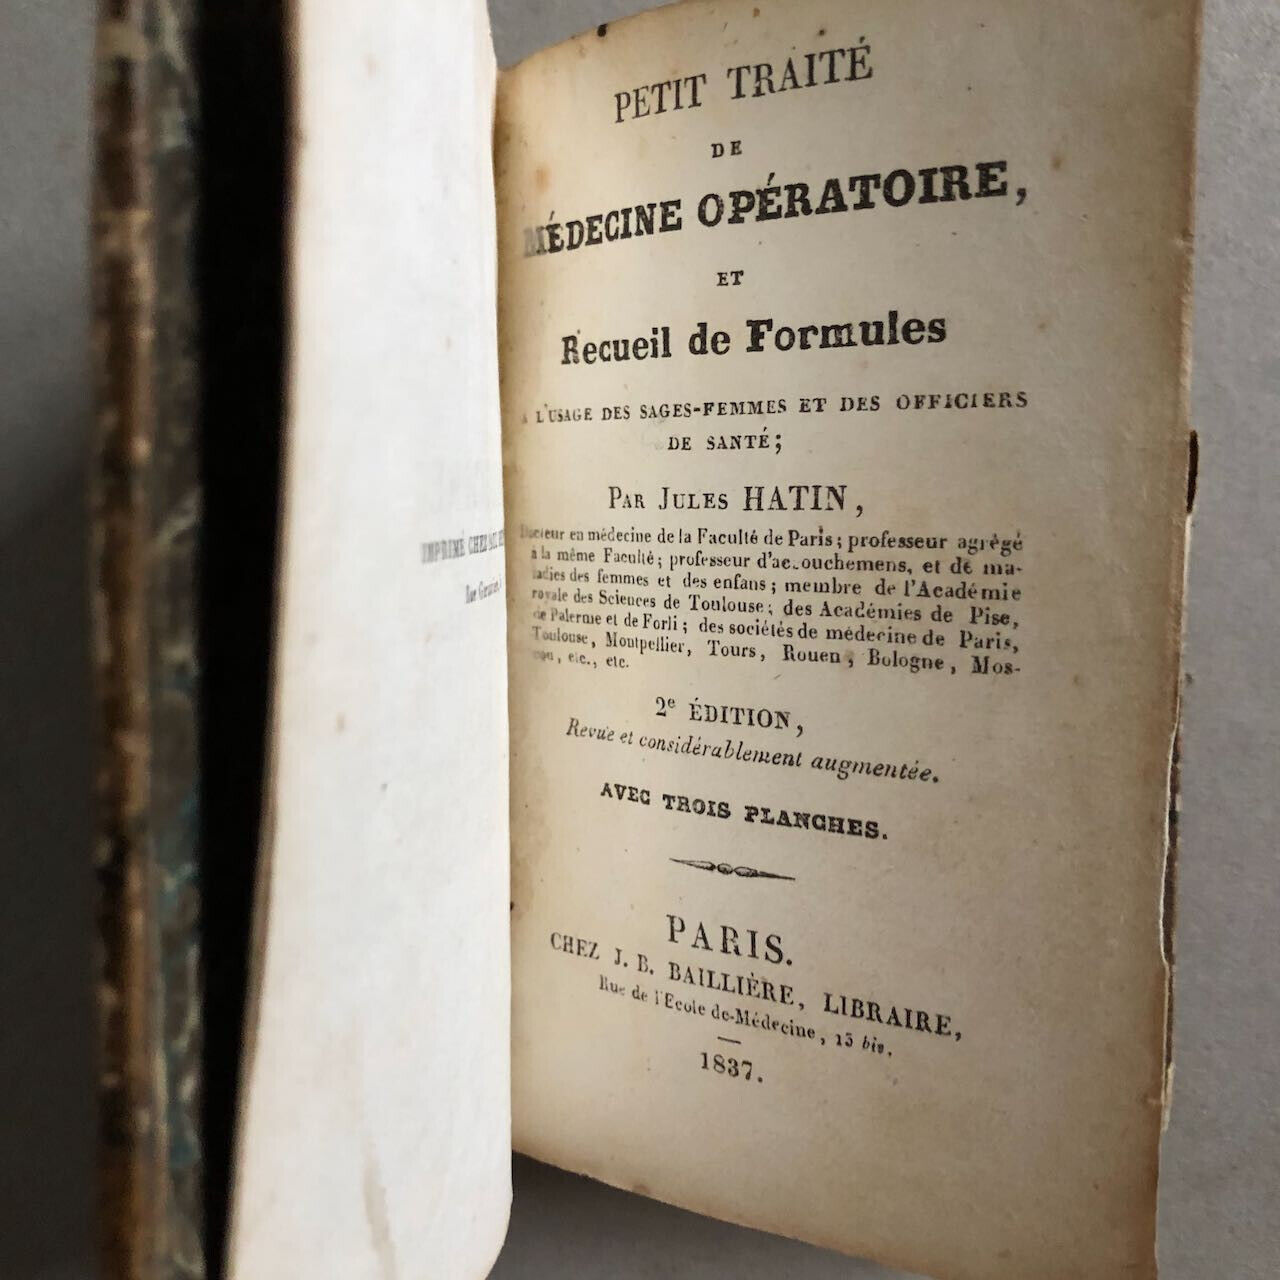 IMPRIMÉ CHEZ
Rue
PETIT TRAITÉ
DE
MÉDECINE OPÉRATOIRE,
ET
Recueil de Formules
A L'USAGE DES SAGES-FEMMES ET DES OFFICIERS
DE SANTÉ;
PAR JULES HATIN,
Docteur en médecine de la Faculté de Paris; professeur agrégé
à la même Faculté; professeur d'accouchemens, et de ma-
ladies des femmes et des enfans; membre de l'Académie
royale des Sciences de Toulouse; des Académies de Pise,
de Palerme et de Forli; des sociétés de médecine de Paris,
Toulouse, Montpellier, Tours, Rouen, Bologne, Mos-
cou, etc., etc.
2e ÉDITION,
Revue et considérablement augmentée.
AVEC TROIS PLANCHES.
PARIS.
CHEZ J. B. BAILLIÈRE, LIBRAIRE,
Rue de l'Ecole de-Médecine, 13 bis.
1837.